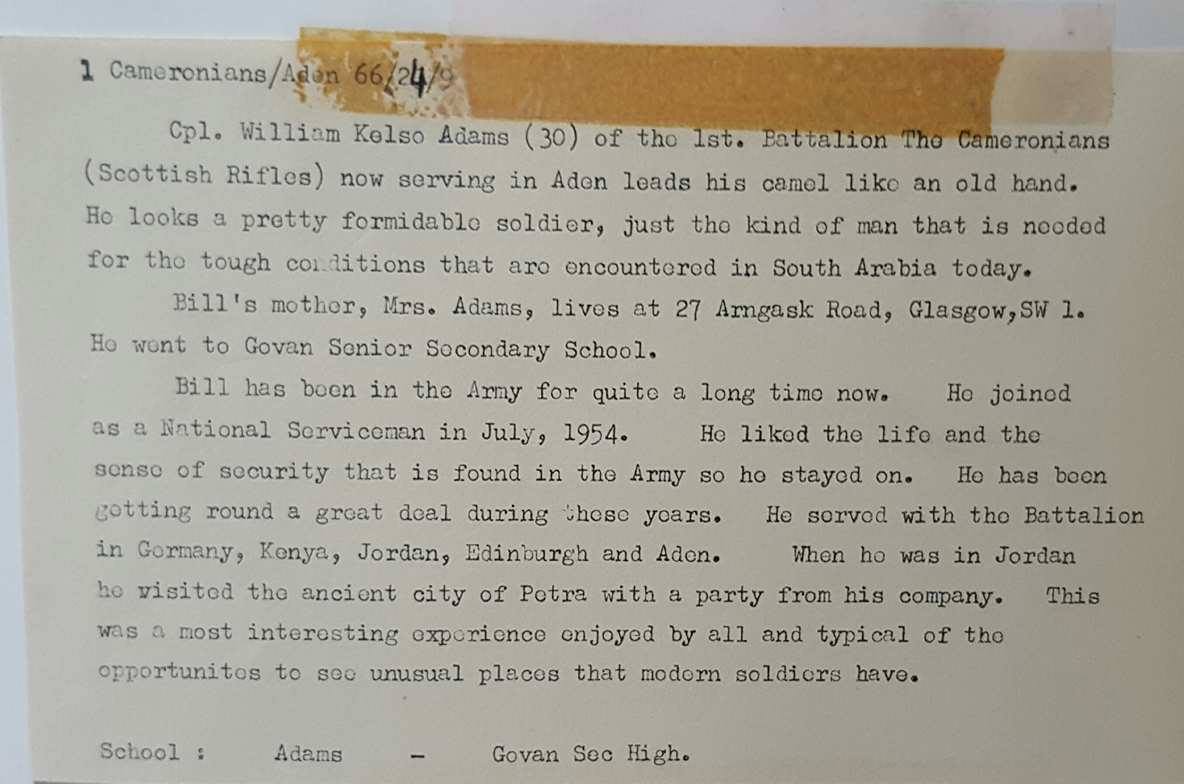 1 Cameronians/Aden 66/24/9
Cpl. William Kelso Adams (30) of the 1st. Battalion The Cameronians
(Scottish Rifles) now serving in Aden leads his camel like an old hand.
He looks a pretty formidable soldier, just the kind of man that is needed
for the tough conditions that are encountered in South Arabia today.
Bill's mother, Mrs. Adams, lives at 27 Arngask Road, Glasgow,SW 1.
He went to Govan Senior Secondary School.
Bill has been in the Army for quite a long time now. He joined
as a National Serviceman in July, 1954. He liked the life and the
sense of security that is found in the Army so he stayed on. He has been
getting round a great deal during these years. He served with the Battalion
in Germany, Kenya, Jordan, Edinburgh and Aden. When he was in Jordan
he visited the ancient city of Petra with a party from his company. This
was a most interesting experience enjoyed by all and typical of the
opportunites to see unusual places that modern soldiers have.
School : Adams - Govan Sec High.